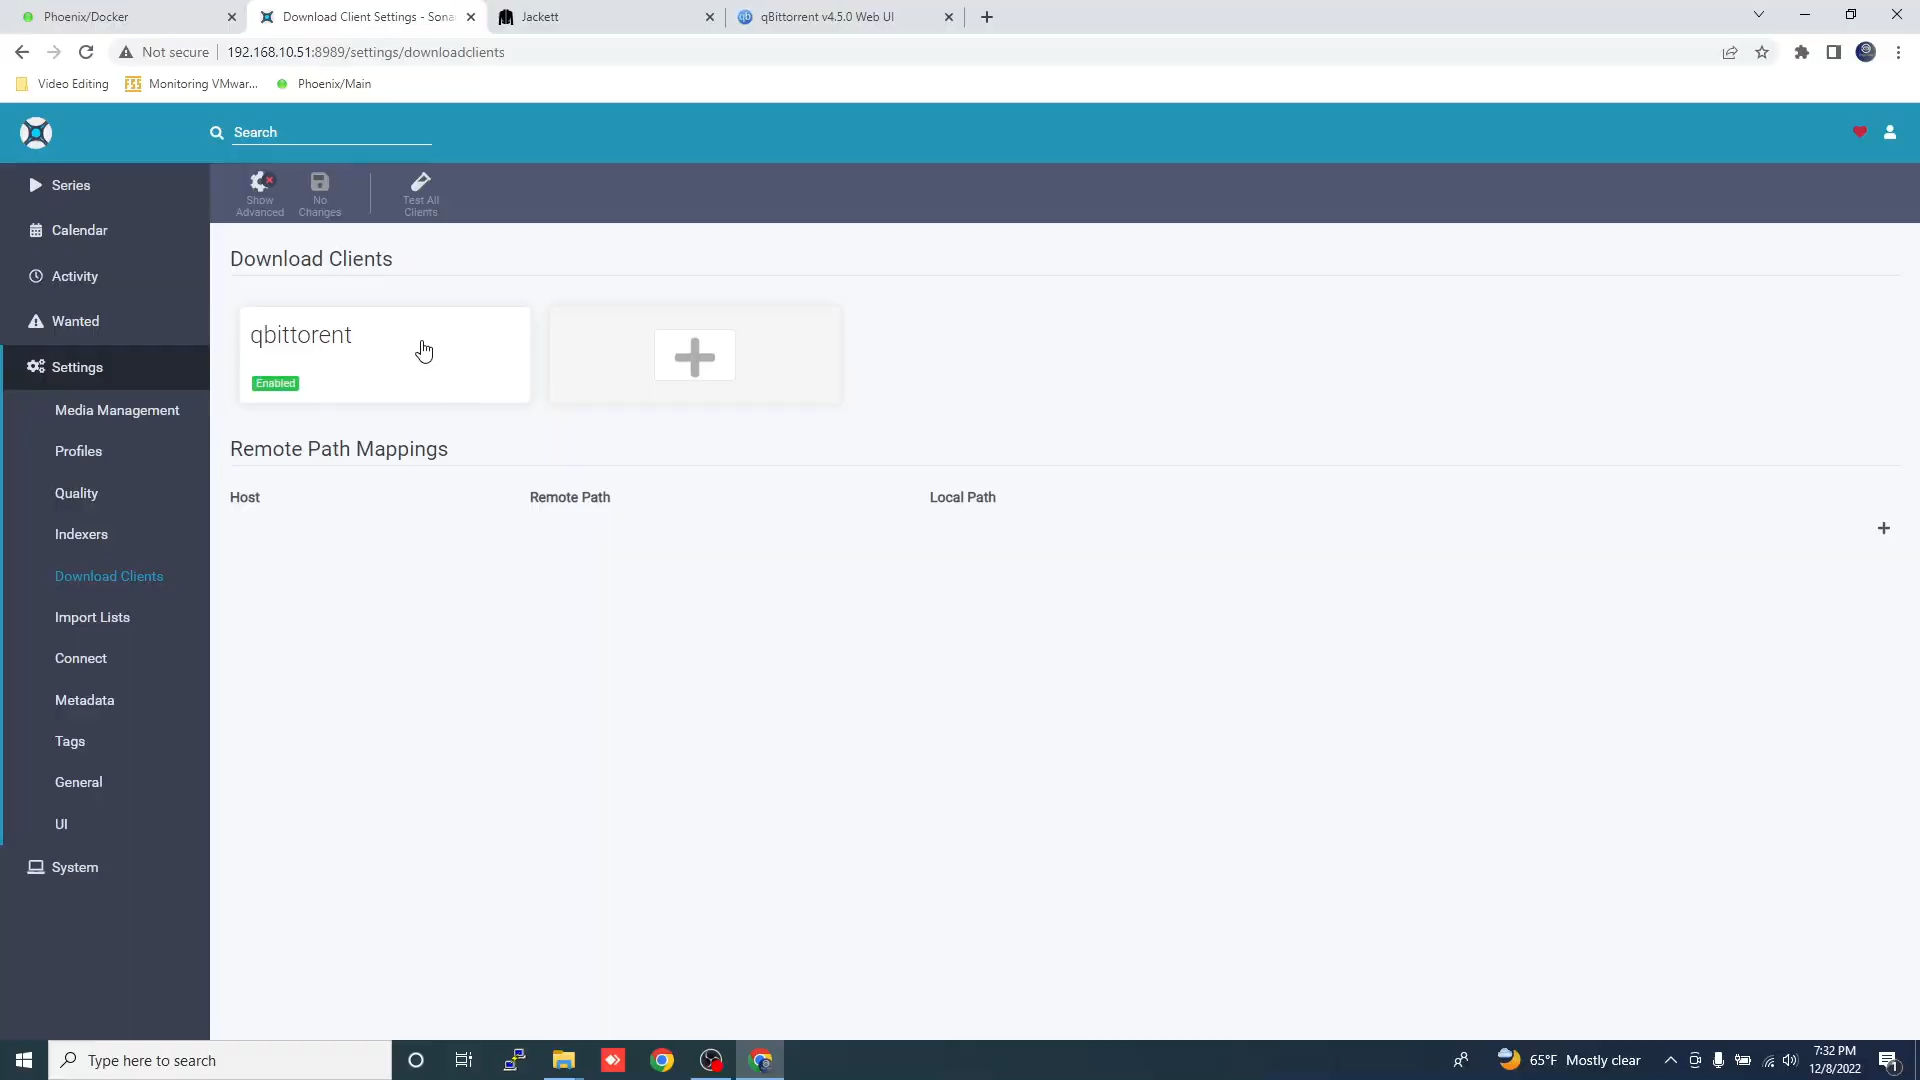 Phoenix/Docker
Download Client Settings - Sona
Jackett
qBittorrent v4.5.0 Web UI
Not secure
192.168.10.51:8989/settings/downloadclients
Video Editing
FSS
Monitoring VMwar...
Phoenix/Main
Search
Series
Calendar
Activity
Wanted
Settings
Media Management
Profiles
Quality
Indexers
Download Clients
Import Lists
Connect
Metadata
Tags
General
UI
System
Show
Advanced
No
Changes
Test All
Clients
Download Clients
qbittorent
Enabled
Remote Path Mappings
Host
Remote Path
Local Path
Type here to search
65°F Mostly clear
7:32 PM
12/8/2022
1